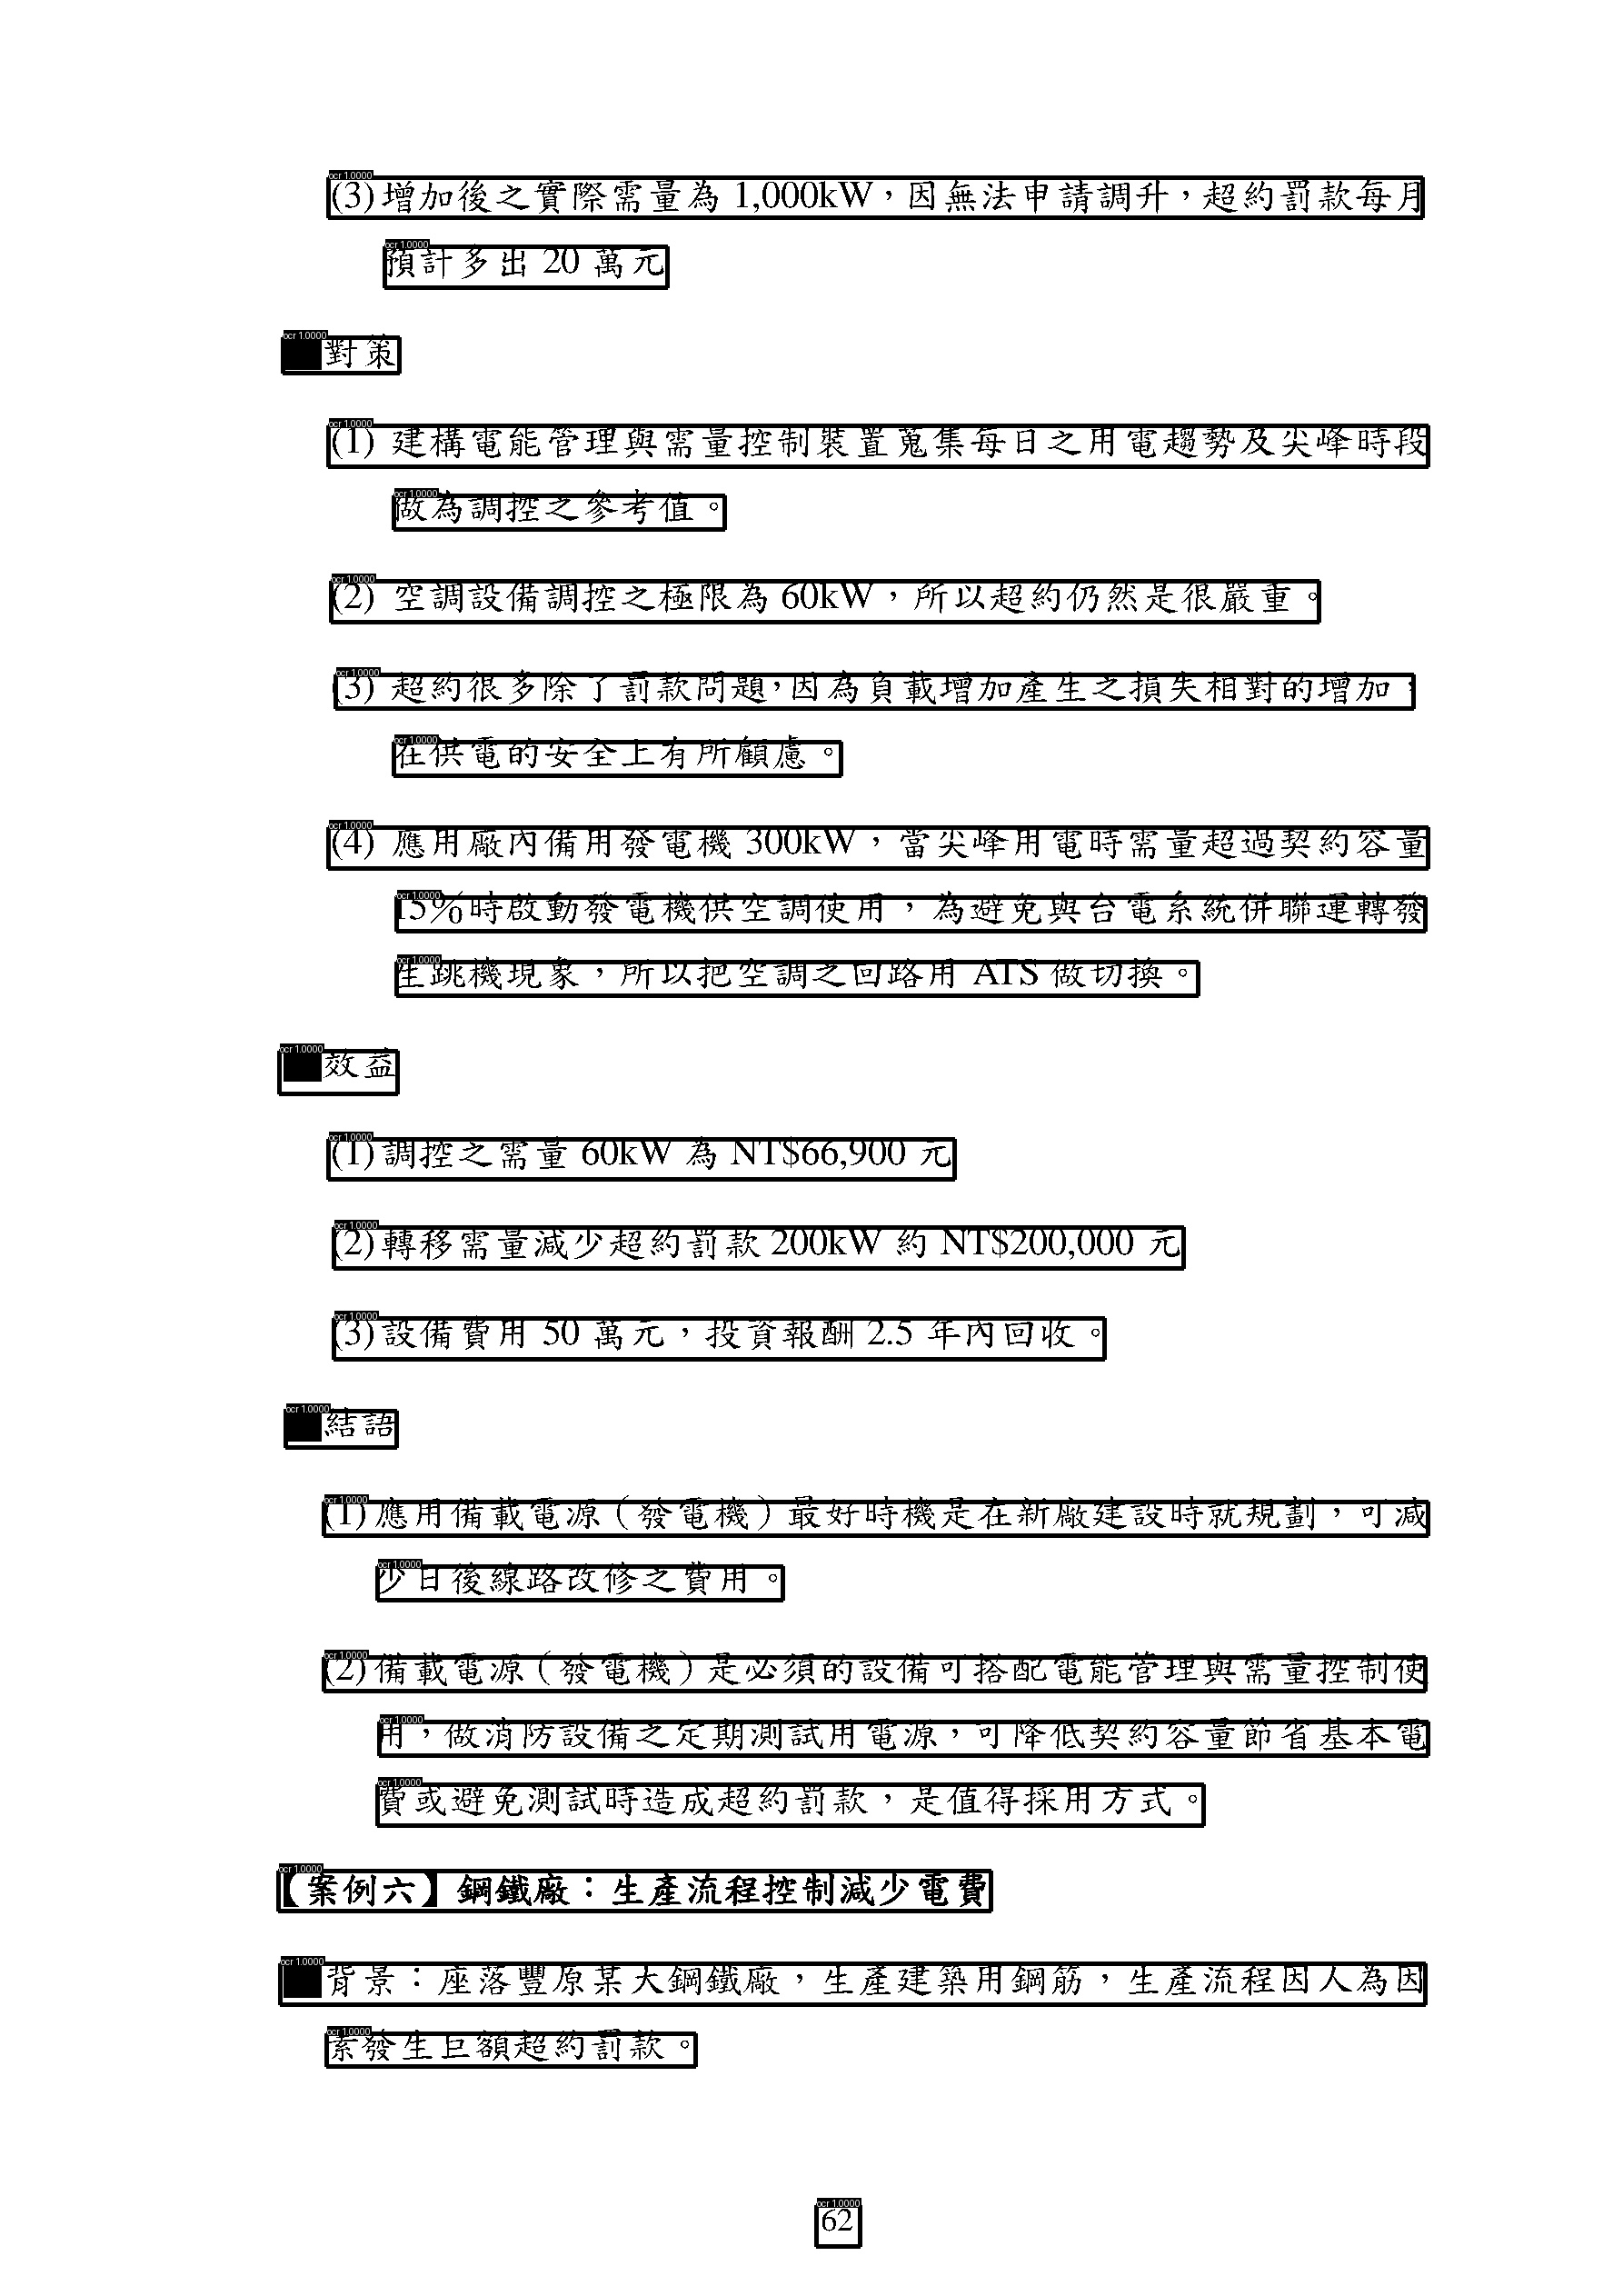 (3)增加後之實際需量為 1,000kW，因無法申請調升，超約罰款每月
預計多出 20 萬元
■對策
(1) 建構電能管理與需量控制裝置蒐集每日之用電趨勢及尖峰時段
做為調控之參考值。
(2) 空調設備調控之極限為 60kW，所以超約仍然是很嚴重。
(3) 超約很多除了罰款問題，因為負載增加產生之損失相對的增加，
在供電的安全上有所顧慮。
(4) 應用廠內備用發電機 300kW，當尖峰用電時需量超過契約容量
15%時啟動發電機供空調使用，為避免與台電系統併聯運轉發
生跳機現象，所以把空調之回路用 ATS 做切換。
■效益
(1)調控之需量 60kW 為 NT$66,900 元
(2)轉移需量減少超約罰款 200kW 約 NT$200,000 元
(3)設備費用 50 萬元，投資報酬 2.5 年內回收。
■結語
(1)應用備載電源（發電機）最好時機是在新廠建設時就規劃，可減
少日後線路改修之費用。
(2)備載電源（發電機）是必須的設備可搭配電能管理與需量控制使
用，做消防設備之定期測試用電源，可降低契約容量節省基本電
費或避免測試時造成超約罰款，是值得採用方式。
【案例六】鋼鐵廠：生產流程控制減少電費
■背景：座落豐原某大鋼鐵廠，生產建築用鋼筋，生產流程因人為因
素發生巨額超約罰款。
62